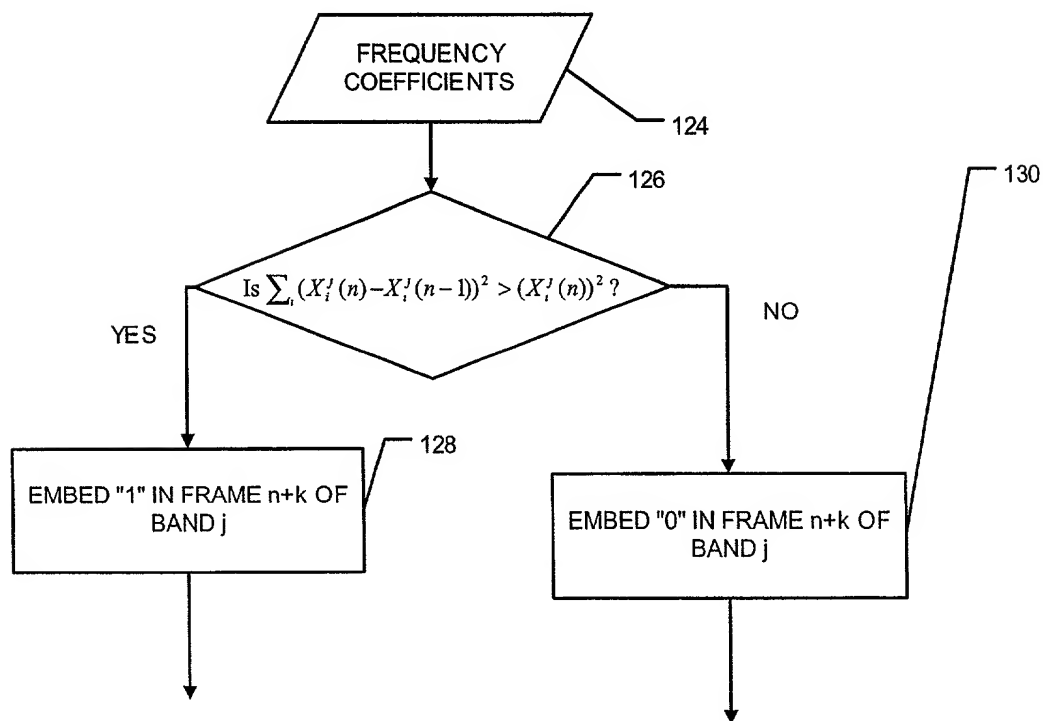 FREQUENCY
COEFFICIENTS
124
126
130
Is ∑ᵢ (Xᵢʲ(n)−Xᵢʲ(n−1))² > (Xᵢʲ(n))² ?
YES
NO
128
EMBED "1" IN FRAME n+k OF
BAND j
EMBED "0" IN FRAME n+k OF
BAND j